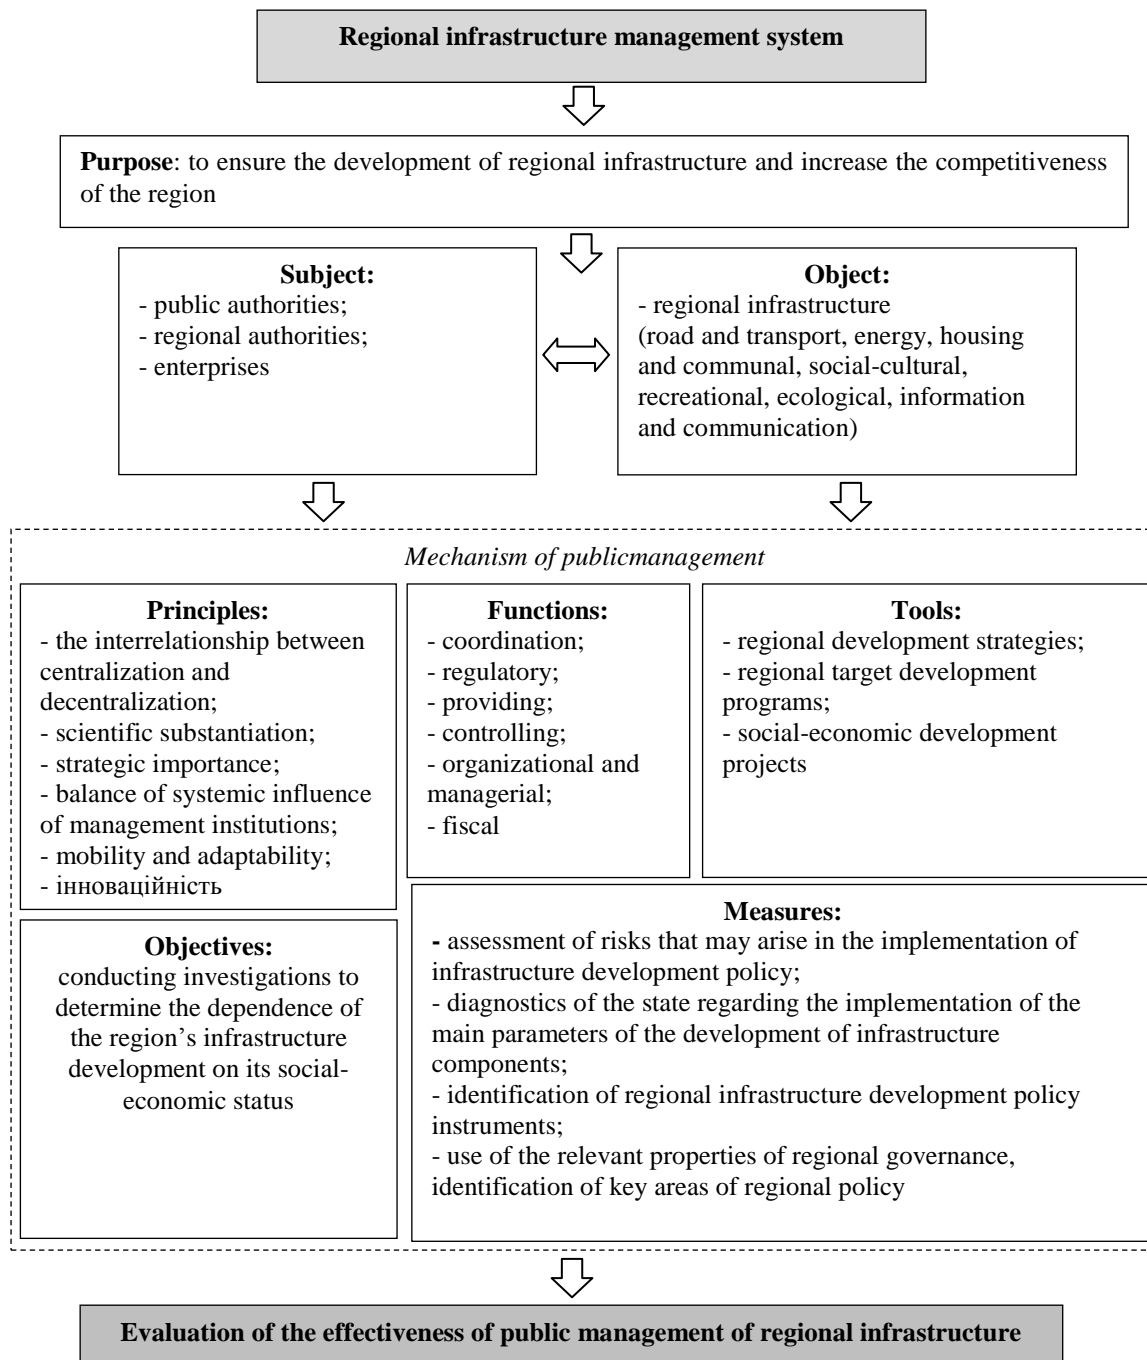 Regional infrastructure management system
Purpose: to ensure the development of regional infrastructure and increase the competitiveness
of the region
Subject:
- public authorities;
- regional authorities;
- enterprises
Object:
- regional infrastructure
(road and transport, energy, housing
and communal, social-cultural,
recreational, ecological, information
and communication)
Mechanism of publicmanagement
Principles:
- the interrelationship between
centralization and
decentralization;
- scientific substantiation;
- strategic importance;
- balance of systemic influence
of management institutions;
- mobility and adaptability;
- інноваційність
Functions:
- coordination;
- regulatory;
- providing;
- controlling;
- organizational and
managerial;
- fiscal
Tools:
- regional development strategies;
- regional target development
programs;
- social-economic development
projects
Objectives:
conducting investigations to
determine the dependence of
the region’s infrastructure
development on its social-
economic status
Measures:
- assessment of risks that may arise in the implementation of
infrastructure development policy;
- diagnostics of the state regarding the implementation of the
main parameters of the development of infrastructure
components;
- identification of regional infrastructure development policy
instruments;
- use of the relevant properties of regional governance,
identification of key areas of regional policy
Evaluation of the effectiveness of public management of regional infrastructure